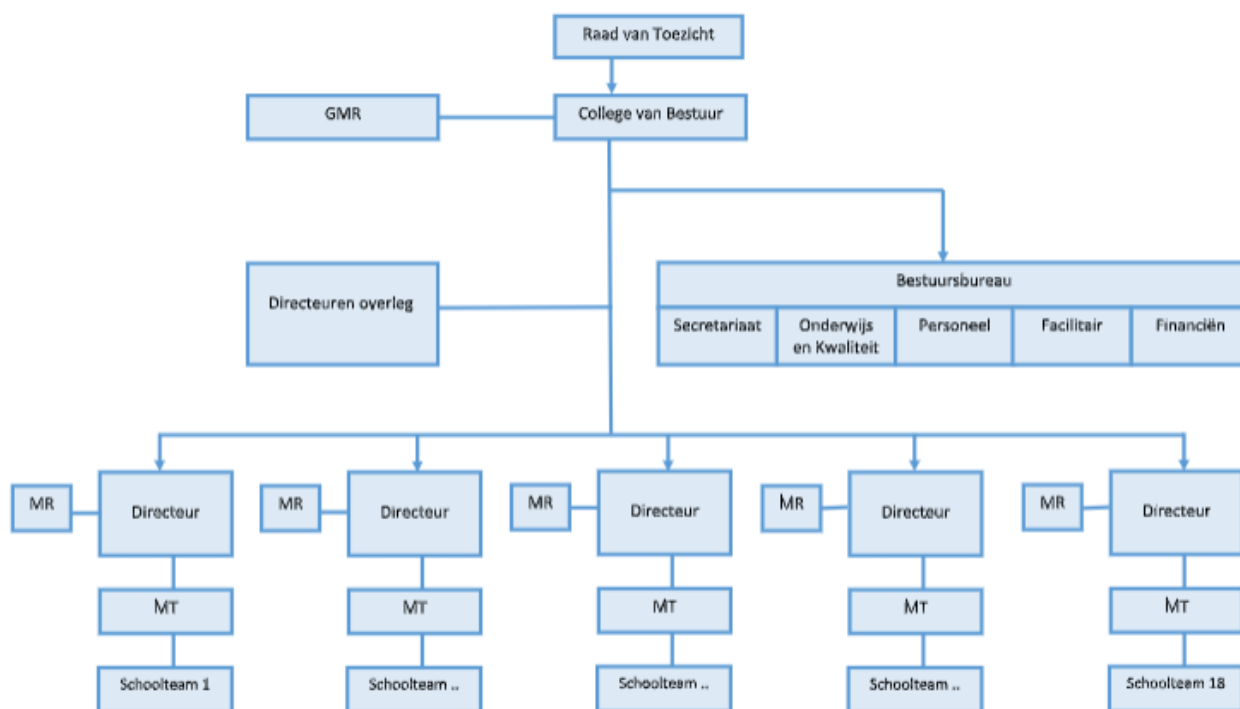 Raad van Toezicht
GMR
College van Bestuur
Directeuren overleg
Bestuursbureau
Secretariaat
Onderwijs
en Kwaliteit
Personeel
Facilitair
Financiën
MR
Directeur
MR
Directeur
MR
Directeur
MR
Directeur
MR
Directeur
MT
MT
MT
MT
MT
Schoolteam 1
Schoolteam ..
Schoolteam ..
Schoolteam ..
Schoolteam 18